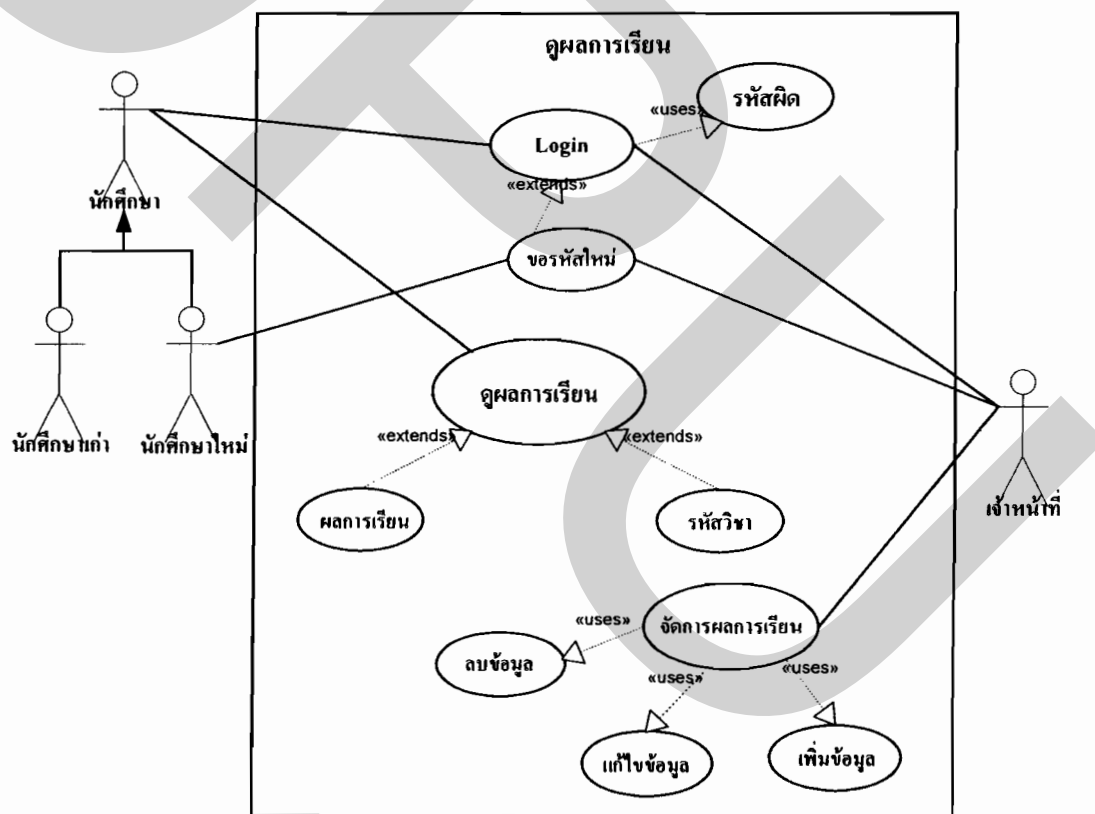 ดูผลการเรียน
รหัสผิด
«uses»
Login
«extends»
นักศึกษา
ขอรหัสใหม่
ดูผลการเรียน
นักศึกษาเก่า
นักศึกษาใหม่
«extends»
«extends»
เจ้าหน้าที่
ผลการเรียน
รหัสวิชา
«uses»
จัดการผลการเรียน
ลบข้อมูล
«uses»
«uses»
แก้ไขข้อมูล
เพิ่มข้อมูล